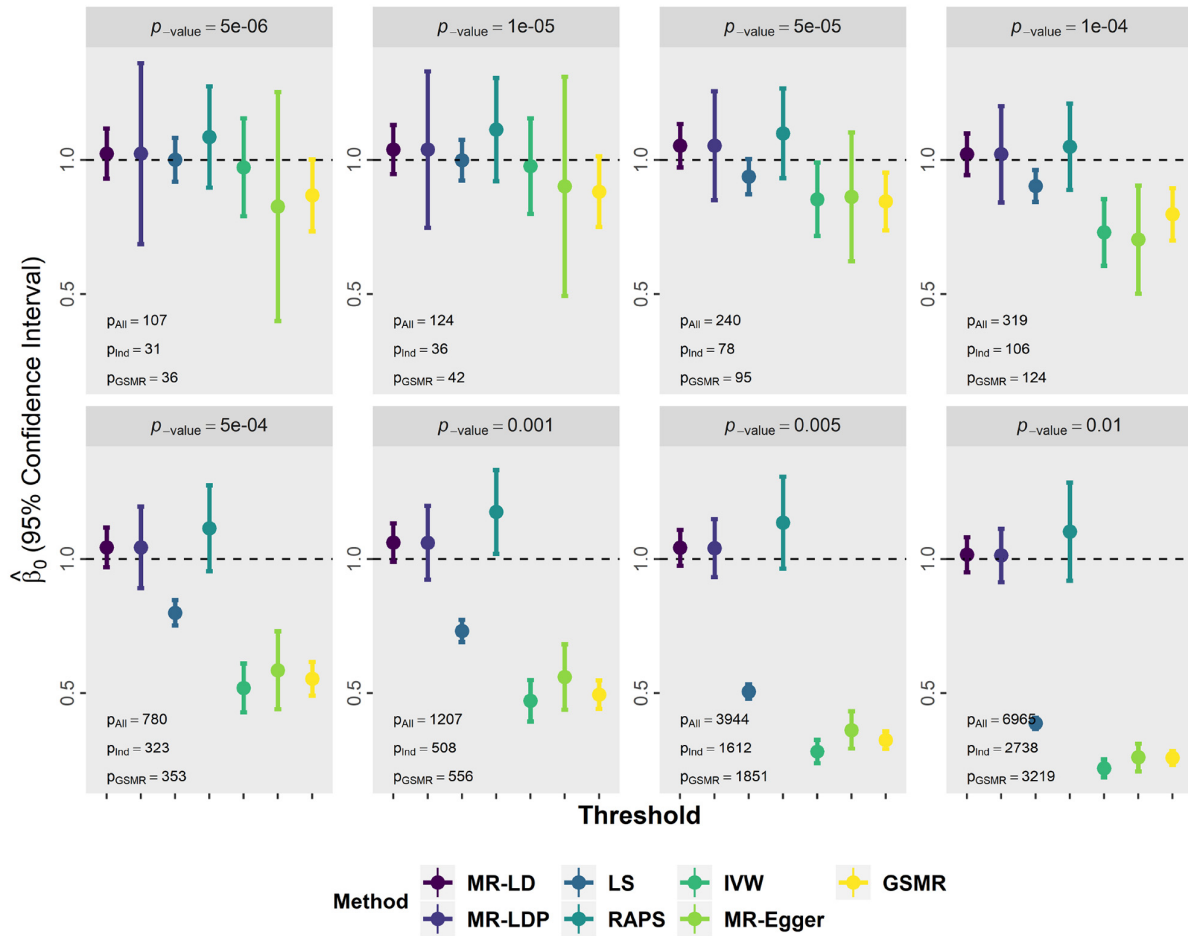 p–value = 5e-06
p–value = 1e-05
p–value = 5e-05
p–value = 1e-04
1.0
0.5
pAll = 107
pInd = 31
pGSMR = 36
1.0
0.5
pAll = 124
pInd = 36
pGSMR = 42
1.0
0.5
pAll = 240
pInd = 78
pGSMR = 95
1.0
0.5
pAll = 319
pInd = 106
pGSMR = 124
β̂0 (95% Confidence Interval)
p–value = 5e-04
p–value = 0.001
p–value = 0.005
p–value = 0.01
1.0
0.5
pAll = 780
pInd = 323
pGSMR = 353
1.0
0.5
pAll = 1207
pInd = 508
pGSMR = 556
1.0
0.5
pAll = 3944
pInd = 1612
pGSMR = 1851
1.0
0.5
pAll = 6965
pInd = 2738
pGSMR = 3219
Threshold
Method
MR-LD
LS
IVW
GSMR
MR-LDP
RAPS
MR-Egger